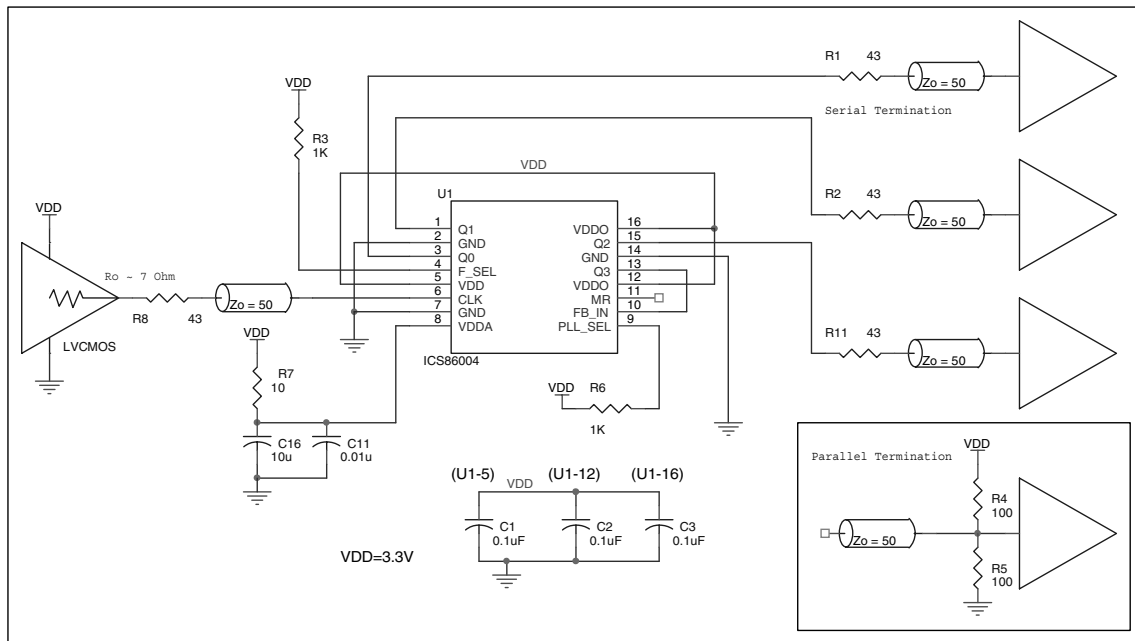 R1 43
Zo = 50
Serial Termination
VDD
R3
1K
VDD
R2 43
Zo = 50
U1
VDD
Ro ~ 7 Ohm
R8 43
Zo = 50
LVCMOS
1 Q1
2 GND
3 Q0
4 F_SEL
5 VDD
6 CLK
7 GND
8 VDDA
VDDO 16
Q2 15
GND 14
Q3 13
VDDO 12
MR 11
FB_IN 10
PLL_SEL 9
ICS86004
R11 43
Zo = 50
VDD
R7
10
C16
10u
C11
0.01u
VDD
R6
1K
(U1-5) (U1-12) (U1-16)
VDD
C1
0.1uF
C2
0.1uF
C3
0.1uF
VDD=3.3V
Parallel Termination
VDD
Zo = 50
R4
100
R5
100